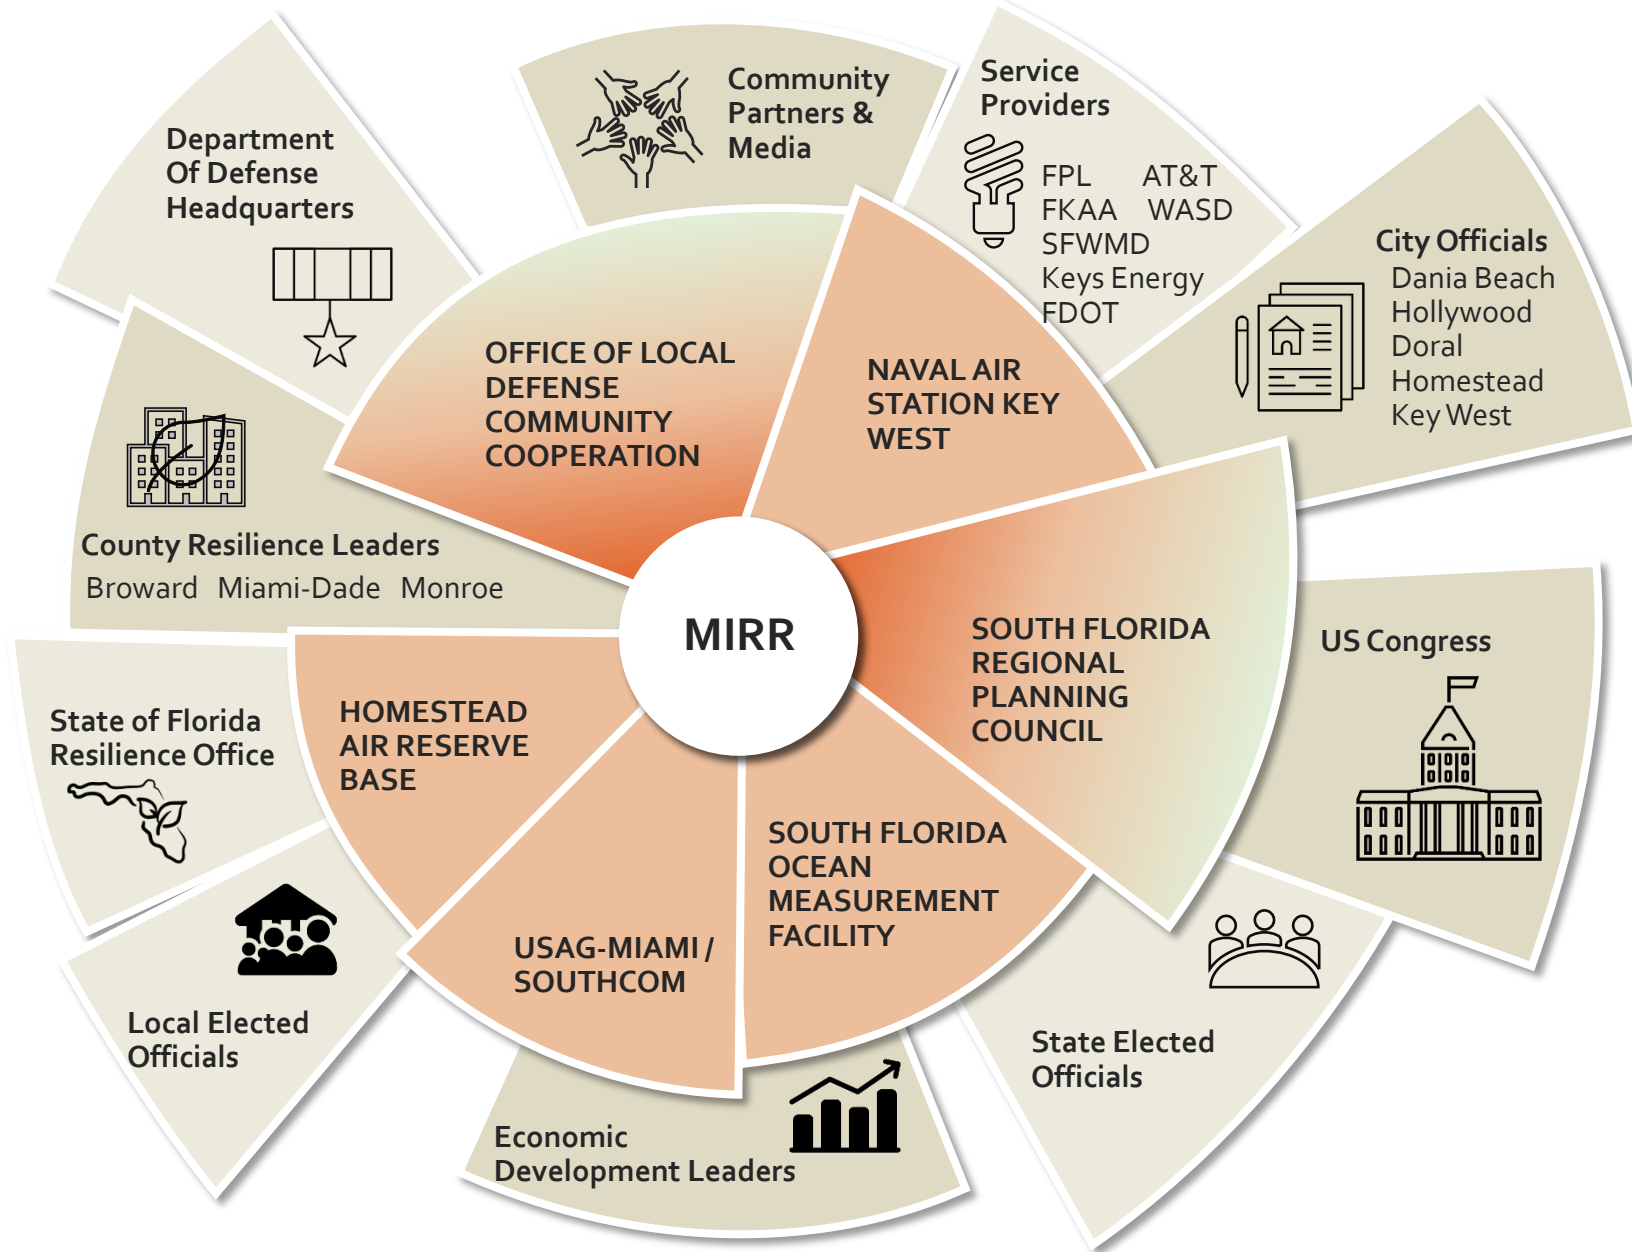 Department
Of Defense
Headquarters
Community
Partners &
Media
Service
Providers
FPL AT&T
FKAA WASD
SFWMD
Keys Energy
FDOT
City Officials
Dania Beach
Hollywood
Doral
Homestead
Key West
OFFICE OF LOCAL
DEFENSE
COMMUNITY
COOPERATION
NAVAL AIR
STATION KEY
WEST
County Resilience Leaders
Broward Miami-Dade Monroe
MIRR
SOUTH FLORIDA
REGIONAL
PLANNING
COUNCIL
US Congress
State of Florida
Resilience Office
HOMESTEAD
AIR RESERVE
BASE
SOUTH FLORIDA
OCEAN
MEASUREMENT
FACILITY
USAG-MIAMI /
SOUTHCOM
Local Elected
Officials
State Elected
Officials
Economic
Development Leaders